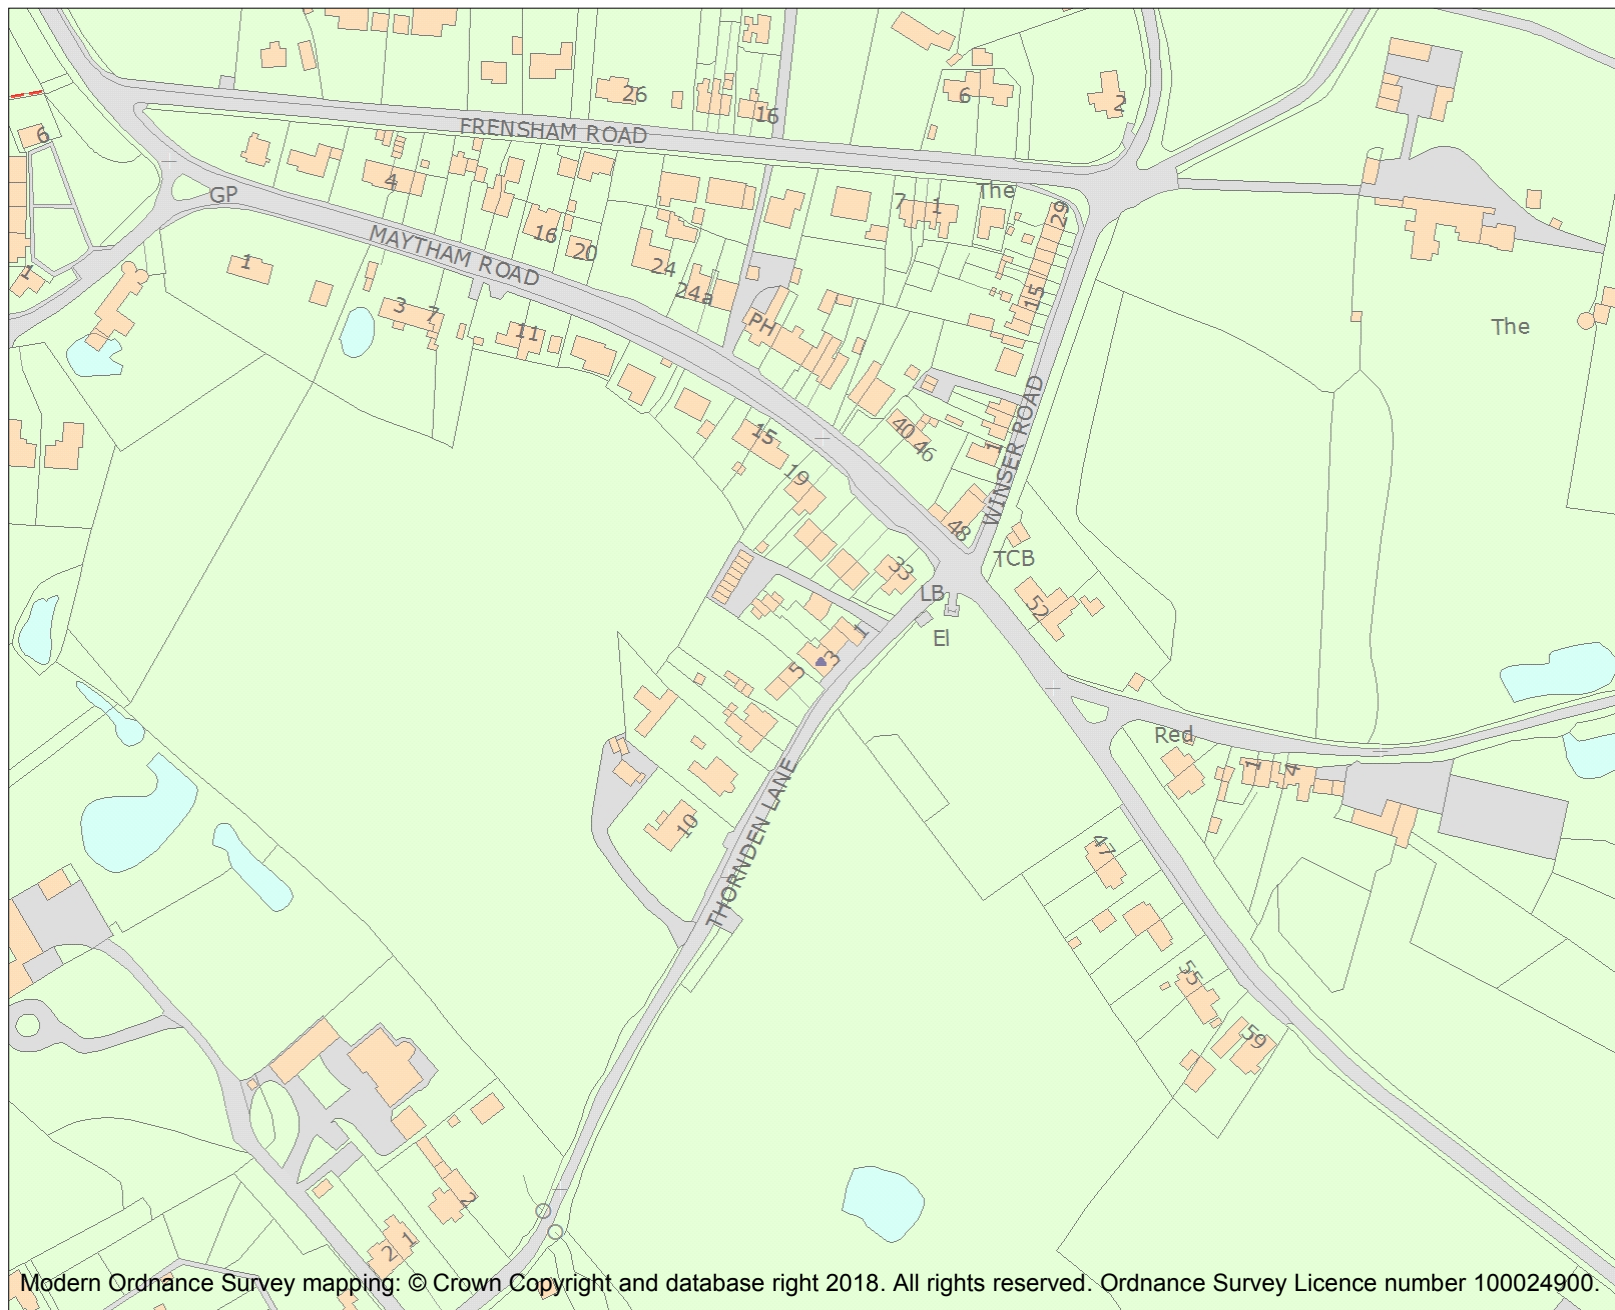 26
16
6
2
FRENSHAM ROAD
6
4
GP
7
1
The
29
16
20
MAYTHAM ROAD
1
1
24
24a
15
3
7
11
PH
The
15
40
46
1
WINSER ROAD
19
48
TCB
33
LB
52
El
1
3
5
Red
1
4
10
THORNDEN LANE
47
55
59
2
2
1
Modern Ordnance Survey mapping: © Crown Copyright and database right 2018. All rights reserved. Ordnance Survey Licence number 100024900.